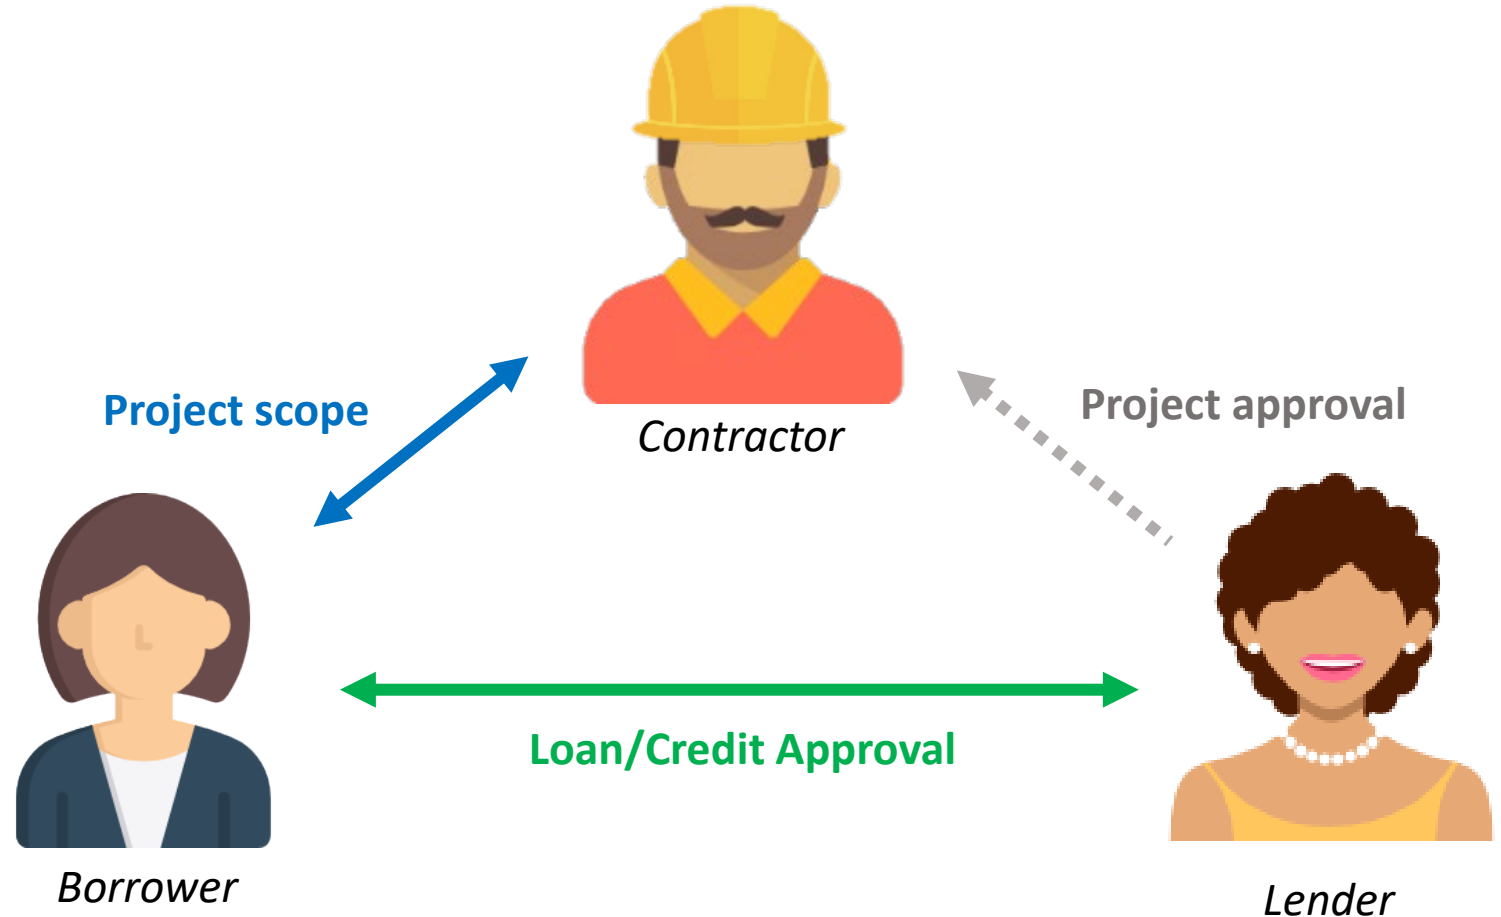 Project scope
Contractor
Project approval
Loan/Credit Approval
Borrower
Lender